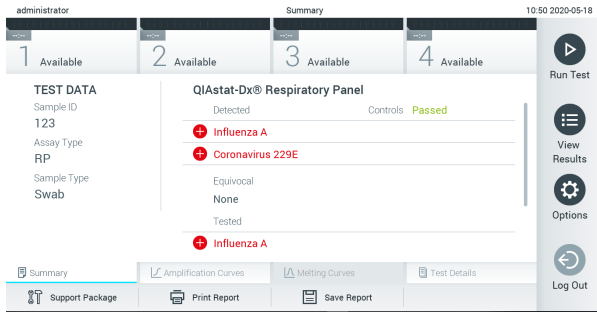 administrator Summary 10:50 2020-05-18
--:-- --:-- --:-- --:--
1 Available 2 Available 3 Available 4 Available
Run Test
TEST DATA
Sample ID
123
Assay Type
RP
Sample Type
Swab
QIAstat-Dx® Respiratory Panel
Detected Controls Passed
Influenza A
Coronavirus 229E
Equivocal
None
Tested
Influenza A
View
Results
Options
Log Out
Summary Amplification Curves Melting Curves Test Details
Support Package Print Report Save Report